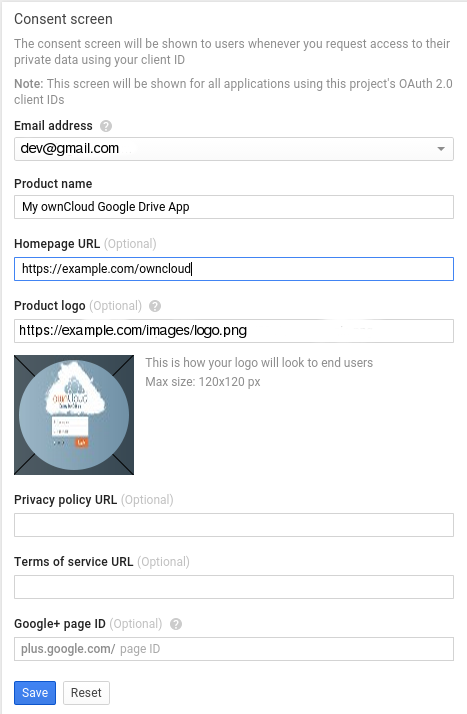 Consent screen
The consent screen will be shown to users whenever you request access to their
private data using your client ID
Note: This screen will be shown for all applications using this project's OAuth 2.0
client IDs
Email address ?
dev@gmail.com
Product name
My ownCloud Google Drive App
Homepage URL (Optional)
https://example.com/owncloud
Product logo (Optional) ?
https://example.com/images/logo.png
This is how your logo will look to end users
Max size: 120x120 px
ownCloud
Privacy policy URL (Optional)
Terms of service URL (Optional)
Google+ page ID (Optional) ?
plus.google.com/ page ID
Save Reset